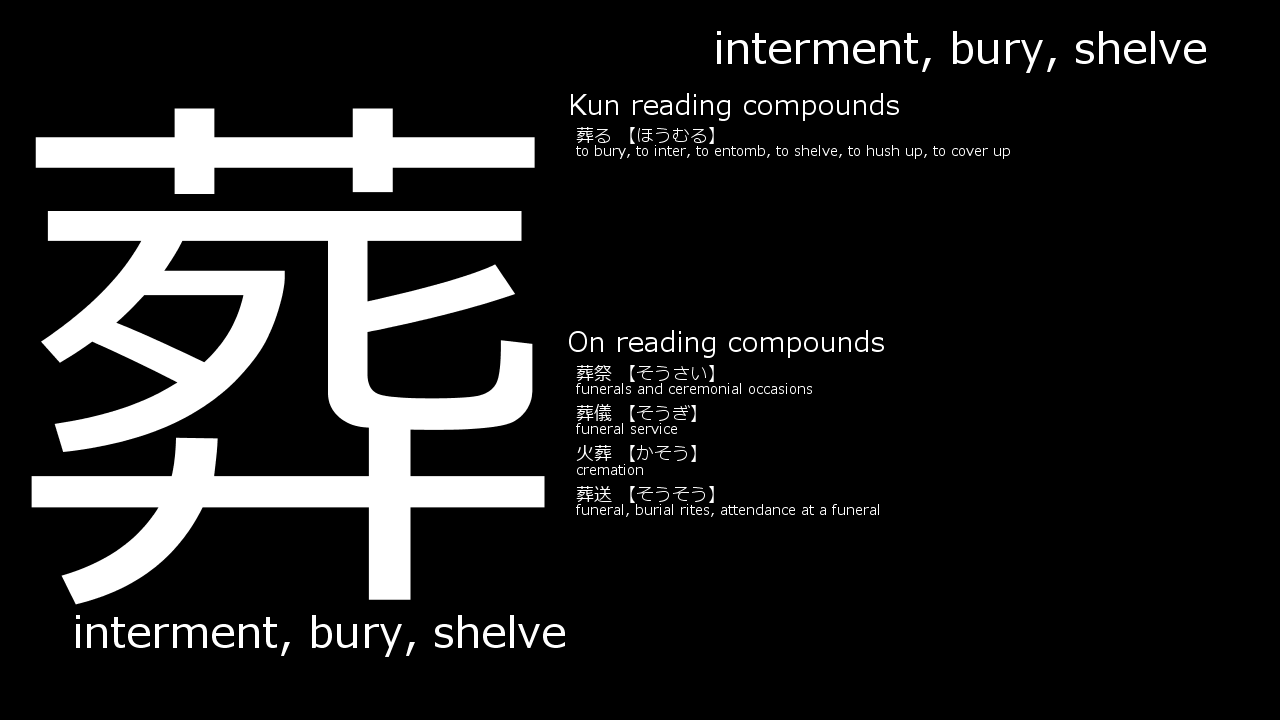 interment, bury, shelve
葬
Kun reading compounds
葬る 【ほうむる】
to bury, to inter, to entomb, to shelve, to hush up, to cover up
On reading compounds
葬祭 【そうさい】
funerals and ceremonial occasions
葬儀 【そうぎ】
funeral service
火葬 【かそう】
cremation
葬送 【そうそう】
funeral, burial rites, attendance at a funeral
interment, bury, shelve